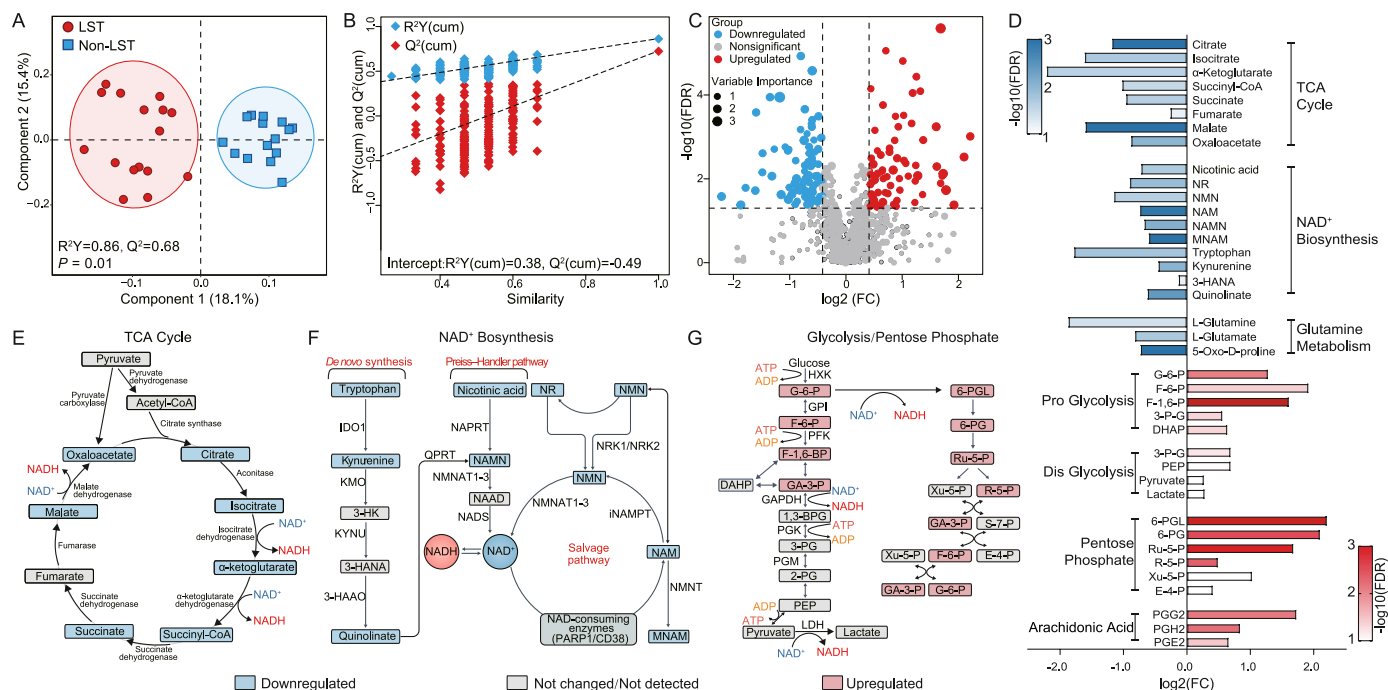 A
LST
Non-LST
Component 2 (15.4%)
0.2
0.0
−0.2
R²Y=0.86, Q²=0.68
P = 0.01
−0.1
0.0
0.1
Component 1 (18.1%)
B
R²Y(cum)
Q²(cum)
R²Y(cum) and Q²(cum)
1.0
0.5
0.0
−0.5
−1.0
Intercept:R²Y(cum)=0.38, Q²(cum)=-0.49
0.4
0.6
0.8
1.0
Similarity
C
Group
Downregulated
Nonsignificant
Upregulated
Variable Importance
1
2
3
-log10(FDR)
4
2
0
−2
−1
0
1
2
log2 (FC)
D
3
2
1
-log10(FDR)
Citrate
Isocitrate
α-Ketoglutarate
Succinyl-CoA
Succinate
Fumarate
Malate
Oxaloacetate
TCA
Cycle
Nicotinic acid
NR
NMN
NAM
NAMN
MNAM
Tryptophan
Kynurenine
3-HANA
Quinolinate
NAD⁺
Biosynthesis
L-Glutamine
L-Glutamate
5-Oxo-D-proline
Glutamine
Metabolism
Pro Glycolysis
G-6-P
F-6-P
F-1,6-P
3-P-G
DHAP
Dis Glycolysis
3-P-G
PEP
Pyruvate
Lactate
Pentose
Phosphate
6-PGL
6-PG
Ru-5-P
R-5-P
Xu-5-P
E-4-P
Arachidonic Acid
PGG2
PGH2
PGE2
3
2
1
-log10(FDR)
-2.0
-1.0
0.0
1.0
2.0
log2(FC)
E
TCA Cycle
Pyruvate
Pyruvate
dehydrogenase
Pyruvate
carboxylase
Acetyl-CoA
Citrate synthase
Oxaloacetate
Citrate
NADH
NAD⁺
Malate dehydrogenase
Aconitase
Malate
Isocitrate
Isocitrate
dehydrogenase
NAD⁺
NADH
Fumarase
α-ketoglutarate
Fumarate
α-ketoglutarate
dehydrogenase
NAD⁺
NADH
Succinate
dehydrogenase
Succinate
Succinyl-CoA
Succinate
dehydrogenase
F
NAD⁺ Biosynthesis
De novo synthesis
Preiss–Handler pathway
Tryptophan
Nicotinic acid
NR
NMN
IDO1
NAPRT
NRK1/NRK2
Kynurenine
QPRT
NAMN
NMN
KMO
NMNAT1-3
3-HK
NAAD
NMNAT1-3
iNAMPT
KYNU
NADS
3-HANA
NADH
NAD⁺
Salvage
pathway
NAM
3-HAAO
NMNT
Quinolinate
NAD-consuming
enzymes
(PARP1/CD38)
MNAM
G
Glycolysis/Pentose Phosphate
Glucose
ATP
ADP
HXK
G-6-P
6-PGL
GPI
NAD⁺
NADH
F-6-P
6-PG
ATP
ADP
PFK
F-1,6-BP
Ru-5-P
DAHP
GA-3-P
Xu-5-P
R-5-P
GAPDH
NAD⁺
NADH
1,3-BPG
GA-3-P
S-7-P
PGK
ATP
ADP
3-PG
Xu-5-P
F-6-P
E-4-P
PGM
2-PG
GA-3-P
G-6-P
PEP
ADP
ATP
Pyruvate
LDH
Lactate
NAD⁺
NADH
Downregulated
Not changed/Not detected
Upregulated